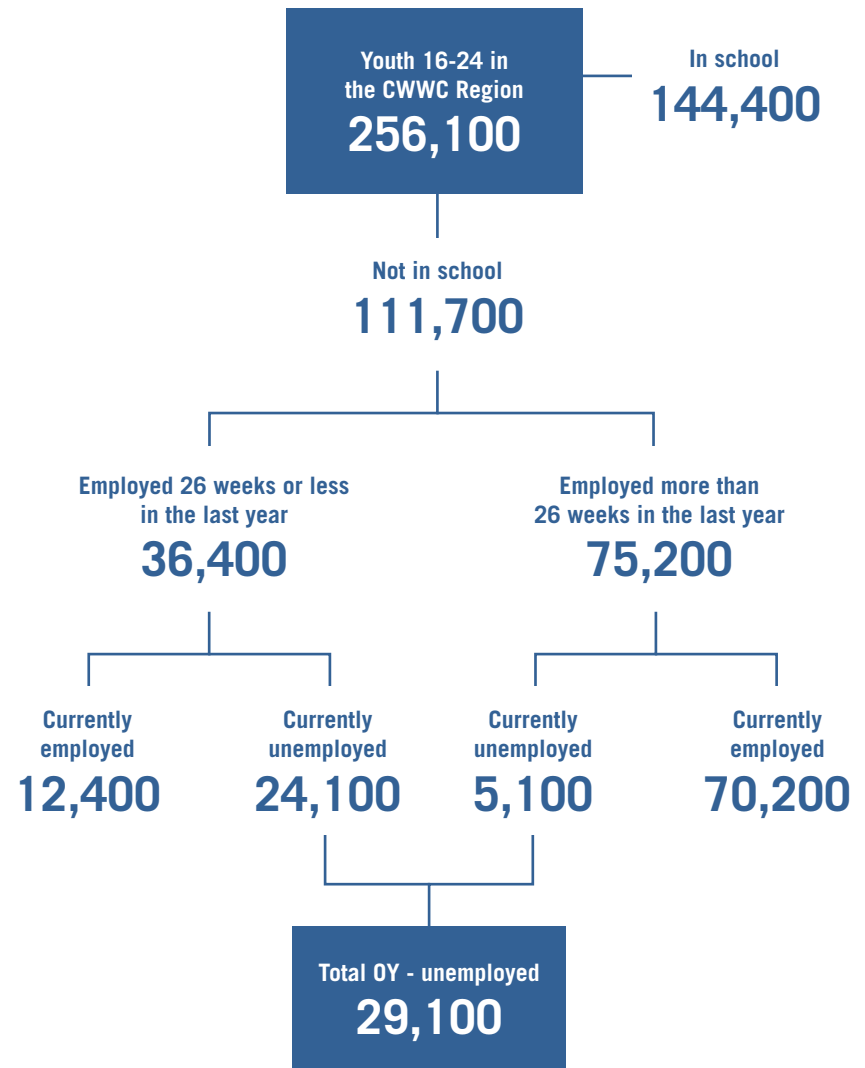 Youth 16-24 in
the CWWC Region
256,100
In school
144,400
Not in school
111,700
Employed 26 weeks or less
in the last year
36,400
Employed more than
26 weeks in the last year
75,200
Currently
employed
12,400
Currently
unemployed
24,100
Currently
unemployed
5,100
Currently
employed
70,200
Total OY - unemployed
29,100